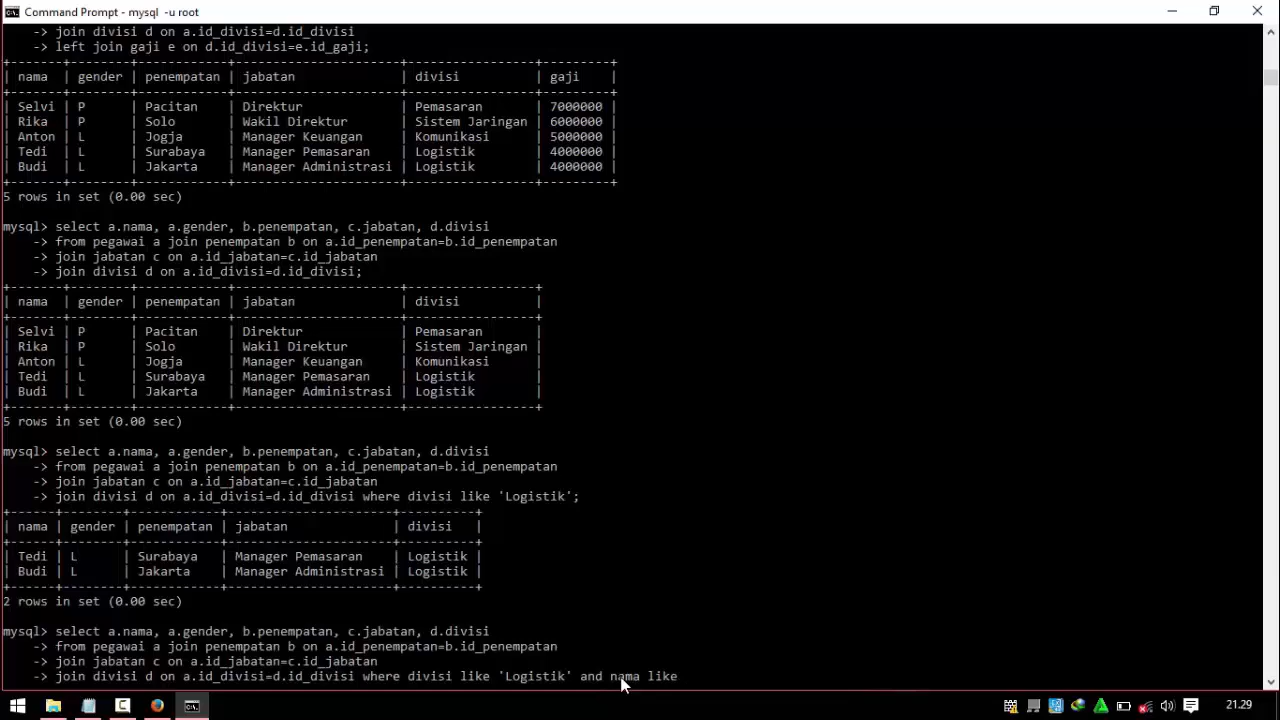 Command Prompt - mysql -u root
-> join divisi d on a.id_divisi=d.id_divisi
-> left join gaji e on d.id_divisi=e.id_gaji;
+--------+--------+------------+----------------------+-----------------+---------+
| nama | gender | penempatan | jabatan | divisi | gaji |
+--------+--------+------------+----------------------+-----------------+---------+
| Selvi | P | Pacitan | Direktur | Pemasaran | 7000000 |
| Rika | P | Solo | Wakil Direktur | Sistem Jaringan | 6000000 |
| Anton | L | Jogja | Manager Keuangan | Komunikasi | 5000000 |
| Tedi | L | Surabaya | Manager Pemasaran | Logistik | 4000000 |
| Budi | L | Jakarta | Manager Administrasi | Logistik | 4000000 |
+--------+--------+------------+----------------------+-----------------+---------+
5 rows in set (0.00 sec)
mysql> select a.nama, a.gender, b.penempatan, c.jabatan, d.divisi
-> from pegawai a join penempatan b on a.id_penempatan=b.id_penempatan
-> join jabatan c on a.id_jabatan=c.id_jabatan
-> join divisi d on a.id_divisi=d.id_divisi;
+--------+--------+------------+----------------------+-----------------+
| nama | gender | penempatan | jabatan | divisi |
+--------+--------+------------+----------------------+-----------------+
| Selvi | P | Pacitan | Direktur | Pemasaran |
| Rika | P | Solo | Wakil Direktur | Sistem Jaringan |
| Anton | L | Jogja | Manager Keuangan | Komunikasi |
| Tedi | L | Surabaya | Manager Pemasaran | Logistik |
| Budi | L | Jakarta | Manager Administrasi | Logistik |
+--------+--------+------------+----------------------+-----------------+
5 rows in set (0.00 sec)
mysql> select a.nama, a.gender, b.penempatan, c.jabatan, d.divisi
-> from pegawai a join penempatan b on a.id_penempatan=b.id_penempatan
-> join jabatan c on a.id_jabatan=c.id_jabatan
-> join divisi d on a.id_divisi=d.id_divisi where divisi like 'Logistik';
+------+--------+------------+----------------------+----------+
| nama | gender | penempatan | jabatan | divisi |
+------+--------+------------+----------------------+----------+
| Tedi | L | Surabaya | Manager Pemasaran | Logistik |
| Budi | L | Jakarta | Manager Administrasi | Logistik |
+------+--------+------------+----------------------+----------+
2 rows in set (0.00 sec)
mysql> select a.nama, a.gender, b.penempatan, c.jabatan, d.divisi
-> from pegawai a join penempatan b on a.id_penempatan=b.id_penempatan
-> join jabatan c on a.id_jabatan=c.id_jabatan
-> join divisi d on a.id_divisi=d.id_divisi where divisi like 'Logistik' and nama like
21.29